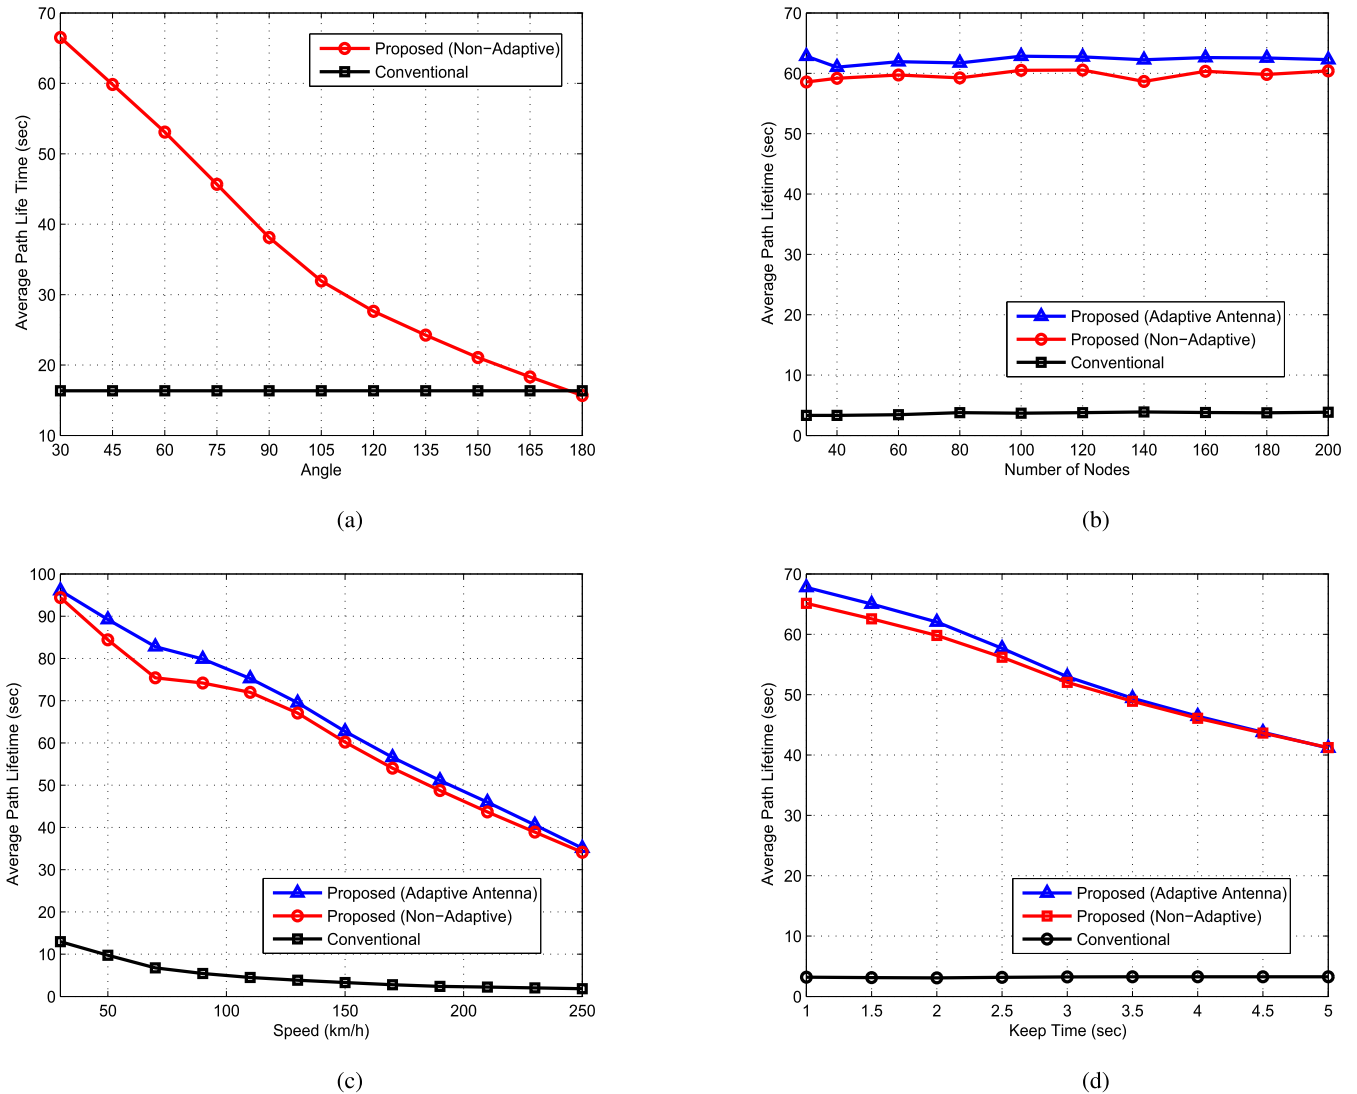 70
60
50
40
30
20
10
30 45 60 75 90 105 120 135 150 165 180
Angle
Average Path Life Time (sec)
Proposed (Non−Adaptive)
Conventional
(a)
70
60
50
40
30
20
10
0
40 60 80 100 120 140 160 180 200
Number of Nodes
Average Path Lifetime (sec)
Proposed (Adaptive Antenna)
Proposed (Non−Adaptive)
Conventional
(b)
100
90
80
70
60
50
40
30
20
10
0
50 100 150 200 250
Speed (km/h)
Average Path Lifetime (sec)
Proposed (Adaptive Antenna)
Proposed (Non−Adaptive)
Conventional
(c)
70
60
50
40
30
20
10
0
1 1.5 2 2.5 3 3.5 4 4.5 5
Keep Time (sec)
Average Path Lifetime (sec)
Proposed (Adaptive Antenna)
Proposed (Non−Adaptive)
Conventional
(d)